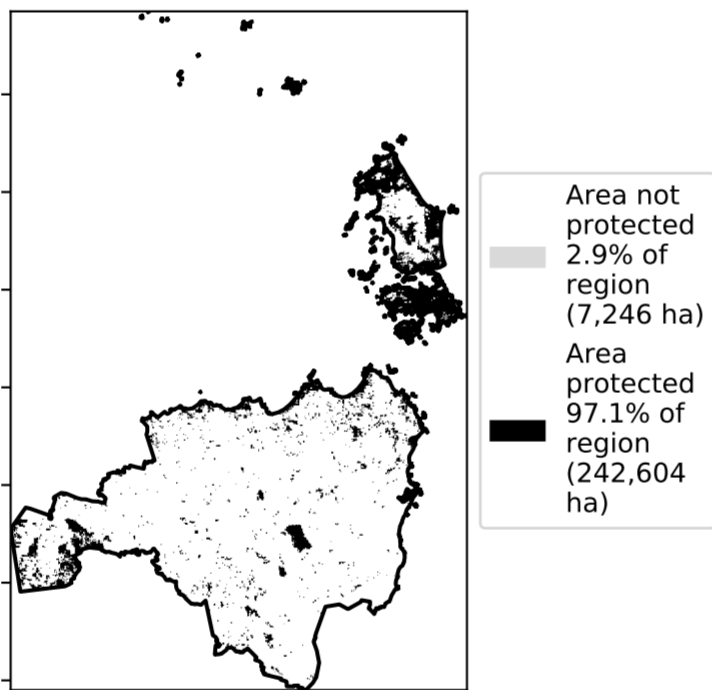 Area not
protected
2.9% of
region
(7,246 ha)
Area
protected
97.1% of
region
(242,604
ha)